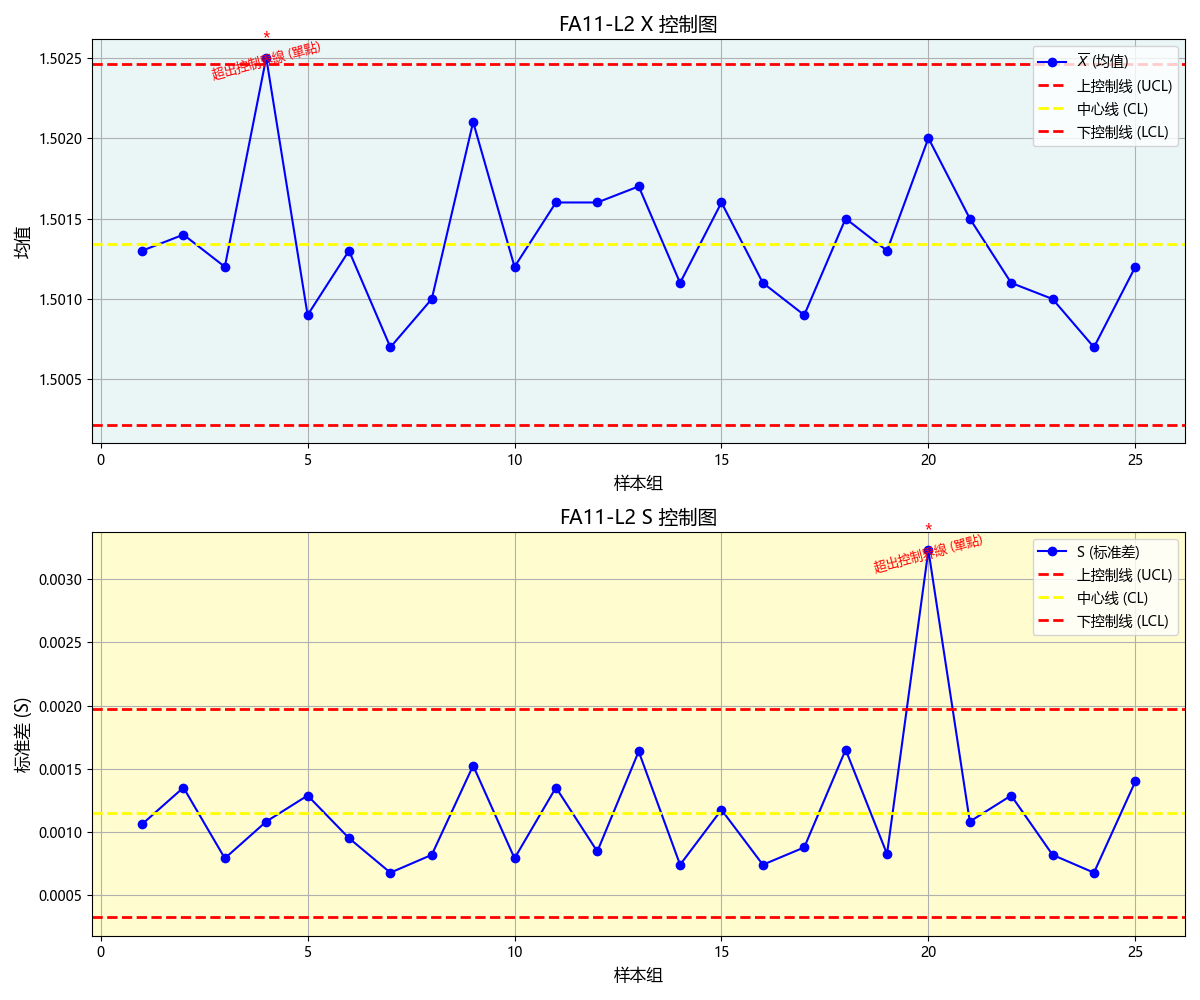 FA11-L2 X 控制图
*
超出控制界線 (單點)
X̅ (均值)
上控制线 (UCL)
中心线 (CL)
下控制线 (LCL)
1.5025
1.5020
1.5015
1.5010
1.5005
均值
0 5 10 15 20 25
样本组
FA11-L2 S 控制图
*
超出控制界線 (單點)
S (标准差)
上控制线 (UCL)
中心线 (CL)
下控制线 (LCL)
0.0030
0.0025
0.0020
0.0015
0.0010
0.0005
标准差 (S)
0 5 10 15 20 25
样本组